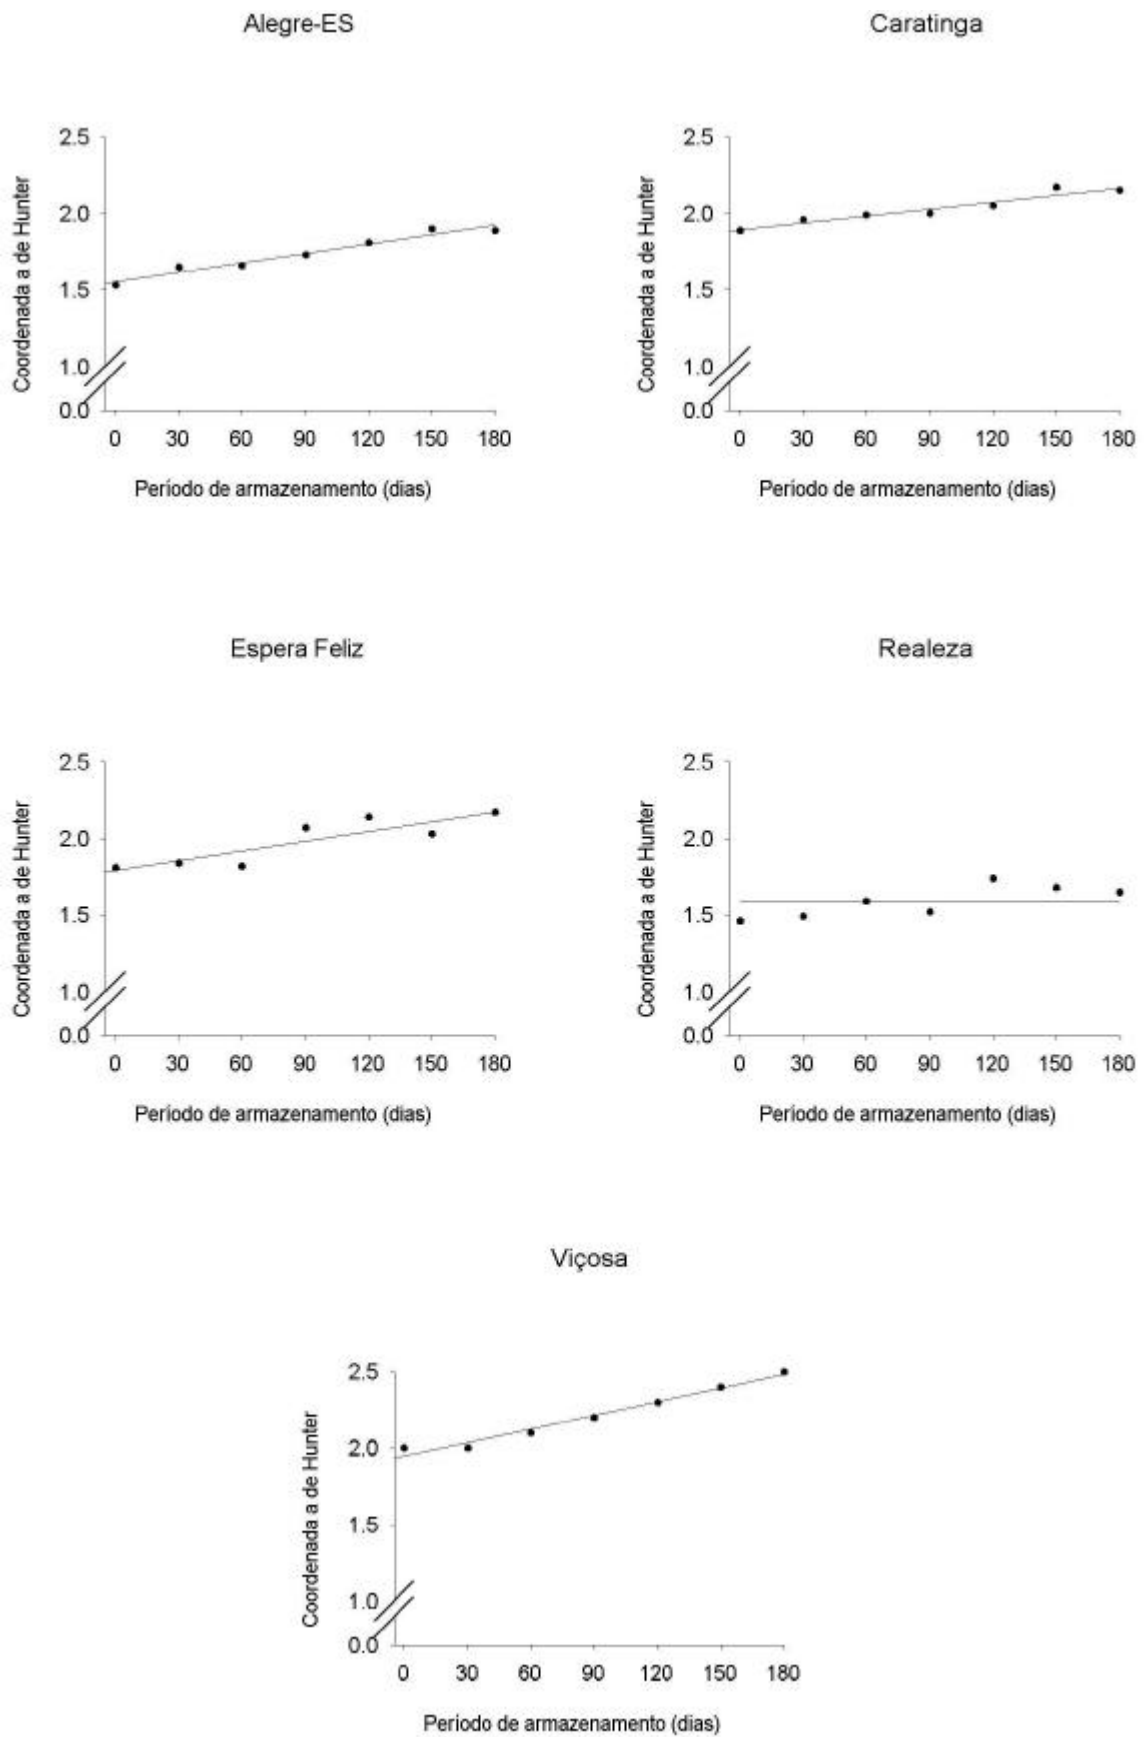 Alegre-ES
Coordenada a de Hunter
2.5
2.0
1.5
1.0
0.0
0 30 60 90 120 150 180
Período de armazenamento (dias)
Caratinga
Coordenada a de Hunter
2.5
2.0
1.5
1.0
0.0
0 30 60 90 120 150 180
Período de armazenamento (dias)
Espera Feliz
Coordenada a de Hunter
2.5
2.0
1.5
1.0
0.0
0 30 60 90 120 150 180
Período de armazenamento (dias)
Realeza
Coordenada a de Hunter
2.5
2.0
1.5
1.0
0.0
0 30 60 90 120 150 180
Período de armazenamento (dias)
Viçosa
Coordenada a de Hunter
2.5
2.0
1.5
1.0
0.0
0 30 60 90 120 150 180
Período de armazenamento (dias)